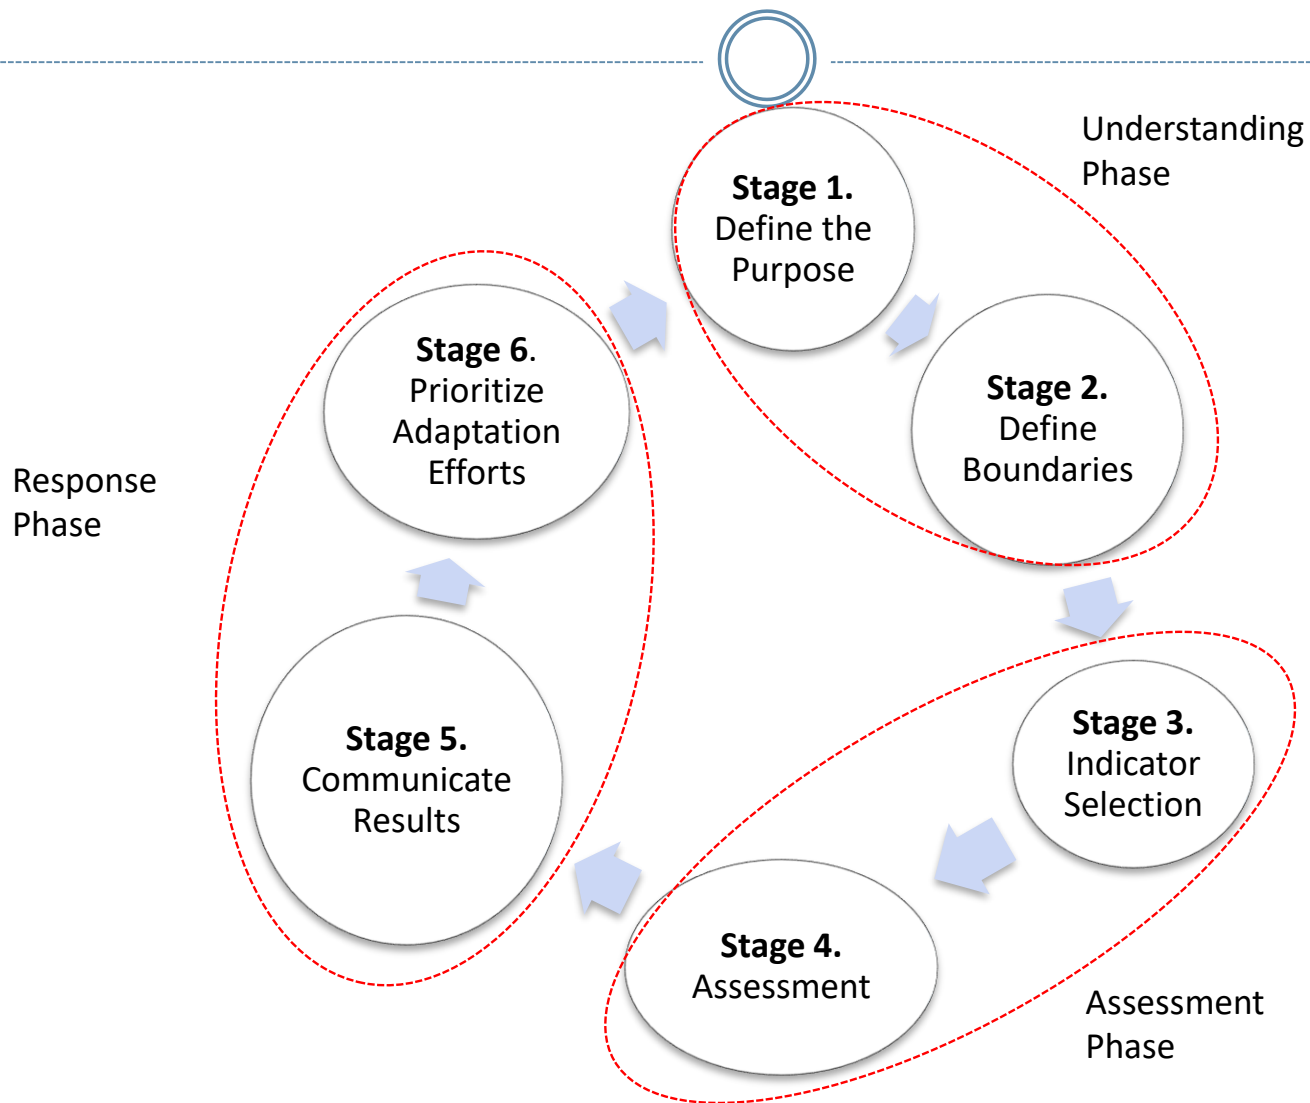 Understanding
Phase
Stage 1.
Define the
Purpose
Stage 2.
Define
Boundaries
Stage 3.
Indicator
Selection
Stage 4.
Assessment
Assessment
Phase
Stage 5.
Communicate
Results
Stage 6.
Prioritize
Adaptation
Efforts
Response
Phase